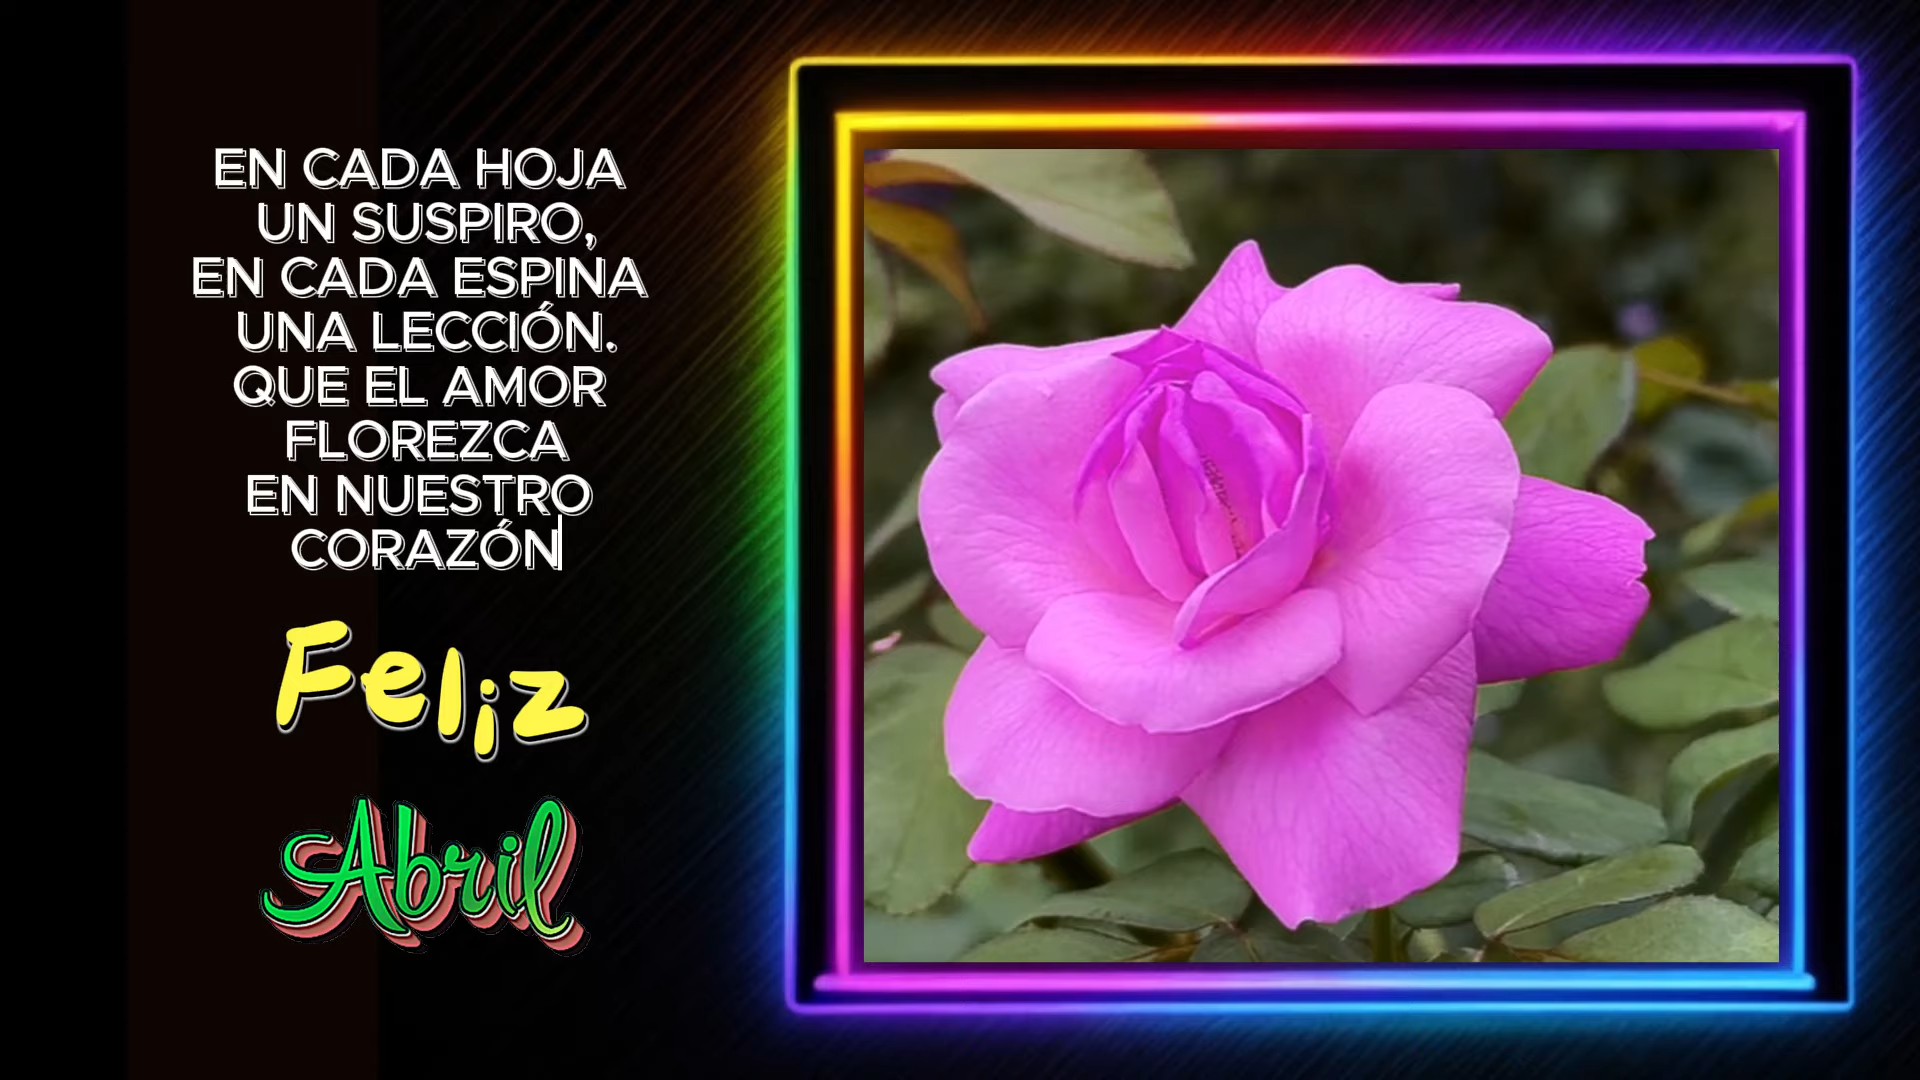 EN CADA HOJA
UN SUSPIRO,
EN CADA ESPINA
UNA LECCIÓN.
QUE EL AMOR
FLOREZCA
EN NUESTRO
CORAZÓN
Feliz
Abril